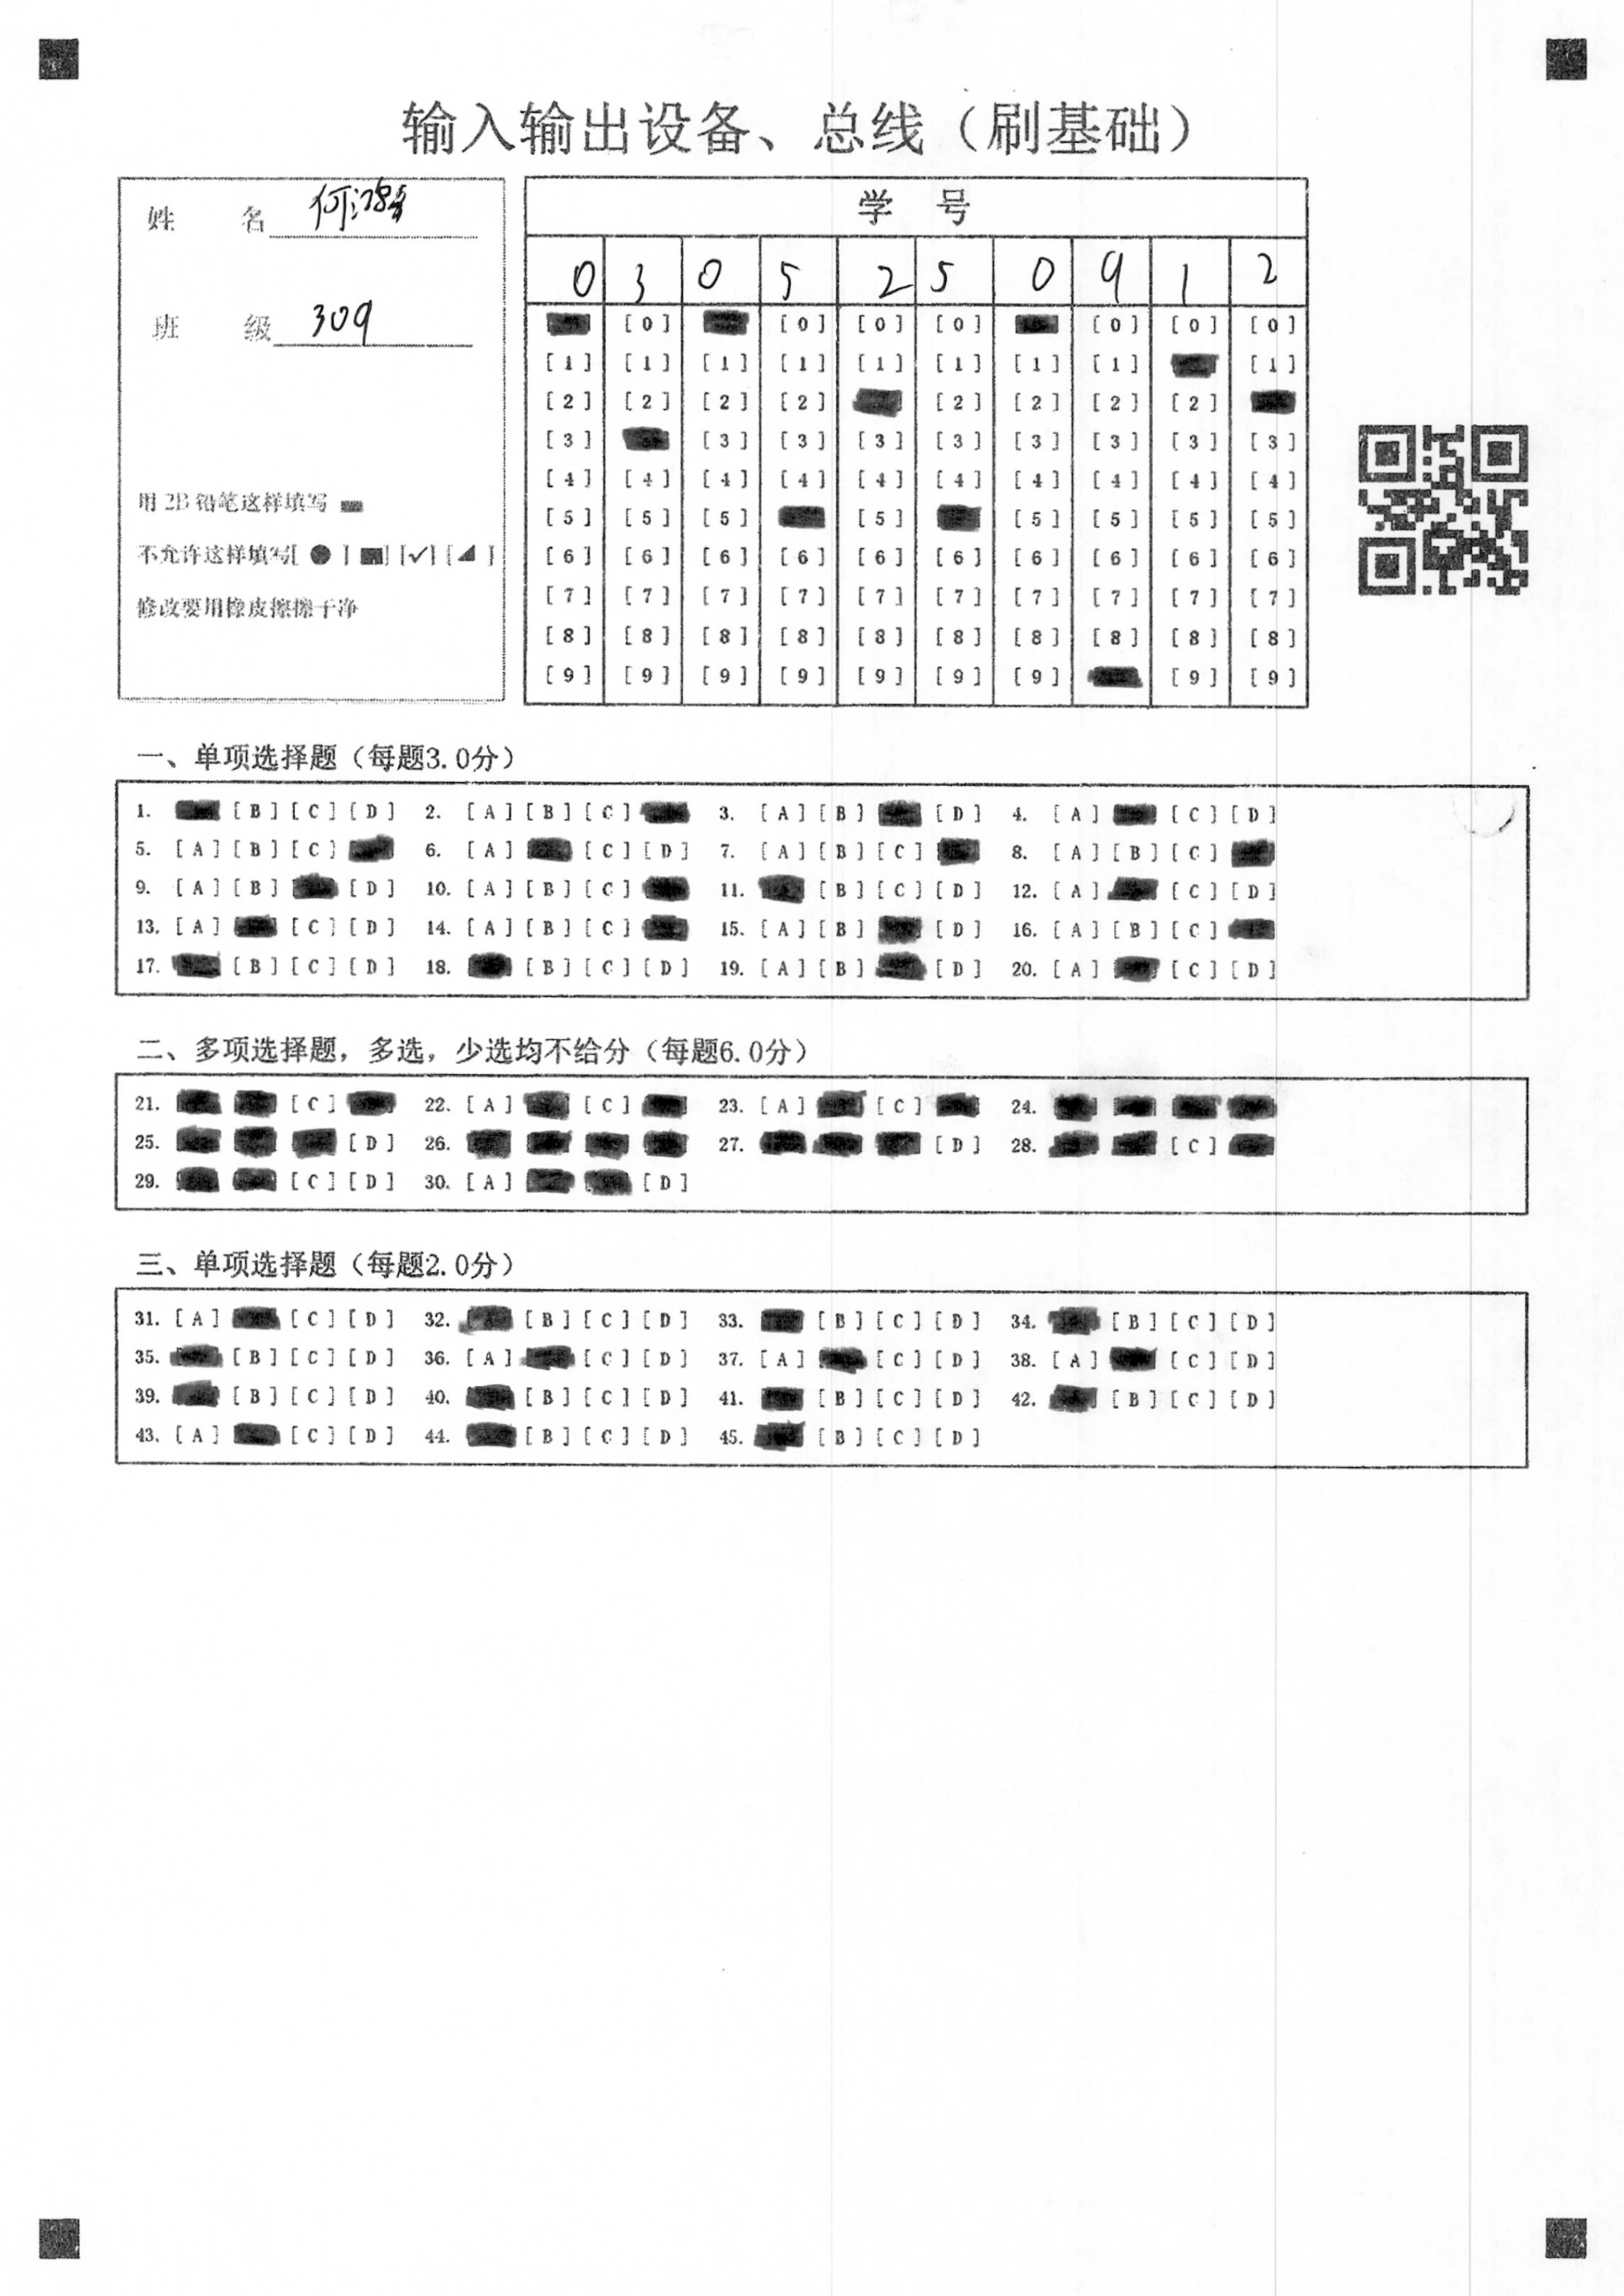 输入输出设备、总线（刷基础）
姓 名 何
班 级 309
用 2B 铅笔这样填写
不允许这样填写[ ● ] [■] [✓] [◢ ]
修改要用橡皮擦擦干净
学 号
0 3 0 5 2 5 0 9 1 2
[0] [0] [0] [0] [0] [0] [0]
[1] [1] [1] [1] [1] [1] [1] [1] [1]
[2] [2] [2] [2] [2] [2] [2] [2]
[3] [3] [3] [3] [3] [3] [3] [3] [3]
[4] [4] [4] [4] [4] [4] [4] [4] [4] [4]
[5] [5] [5] [5] [5] [5] [5] [5]
[6] [6] [6] [6] [6] [6] [6] [6] [6] [6]
[7] [7] [7] [7] [7] [7] [7] [7] [7] [7]
[8] [8] [8] [8] [8] [8] [8] [8] [8] [8]
[9] [9] [9] [9] [9] [9] [9] [9] [9]
一、单项选择题（每题3.0分）
1. [B] [C] [D] 2. [A] [B] [C] 3. [A] [B] [D] 4. [A] [C] [D]
5. [A] [B] [C] 6. [A] [C] [D] 7. [A] [B] [C] 8. [A] [B] [C]
9. [A] [B] [D] 10. [A] [B] [C] 11. [B] [C] [D] 12. [A] [C] [D]
13. [A] [C] [D] 14. [A] [B] [C] 15. [A] [B] [D] 16. [A] [B] [C]
17. [B] [C] [D] 18. [B] [C] [D] 19. [A] [B] [D] 20. [A] [C] [D]
二、多项选择题，多选，少选均不给分（每题6.0分）
21. [C] 22. [A] [C] 23. [A] [C] 24.
25. [D] 26. 27. [D] 28. [C]
29. [C] [D] 30. [A] [D]
三、单项选择题（每题2.0分）
31. [A] [C] [D] 32. [B] [C] [D] 33. [B] [C] [D] 34. [B] [C] [D]
35. [B] [C] [D] 36. [A] [C] [D] 37. [A] [C] [D] 38. [A] [C] [D]
39. [B] [C] [D] 40. [B] [C] [D] 41. [B] [C] [D] 42. [B] [C] [D]
43. [A] [C] [D] 44. [B] [C] [D] 45. [B] [C] [D]